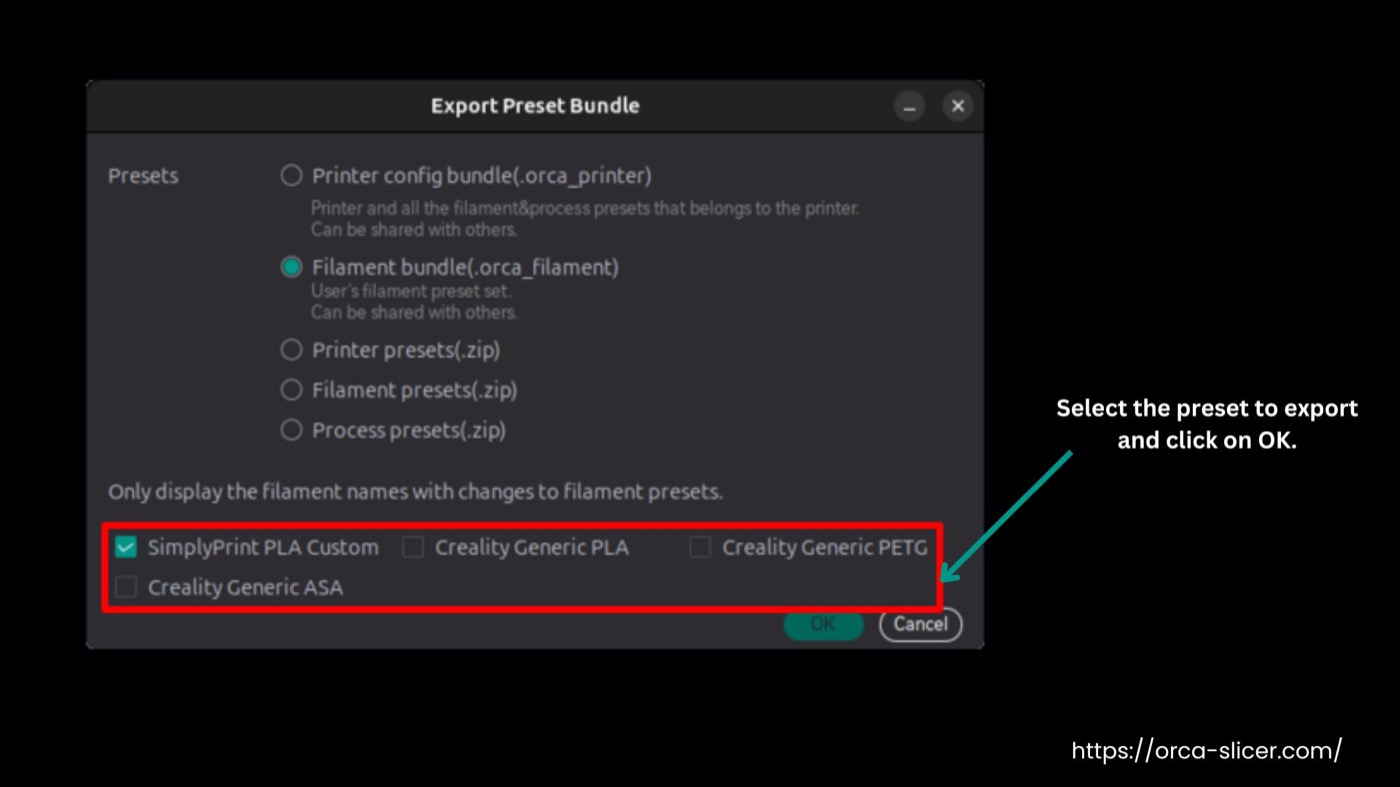 Export Preset Bundle
Presets
Printer config bundle(.orca_printer)
Printer and all the filament&process presets that belongs to the printer.
Can be shared with others.
Filament bundle(.orca_filament)
User's filament preset set.
Can be shared with others.
Printer presets(.zip)
Filament presets(.zip)
Process presets(.zip)
Select the preset to export
and click on OK.
Only display the filament names with changes to filament presets.
SimplyPrint PLA Custom Creality Generic PLA Creality Generic PETG
Creality Generic ASA
OK Cancel
https://orca-slicer.com/